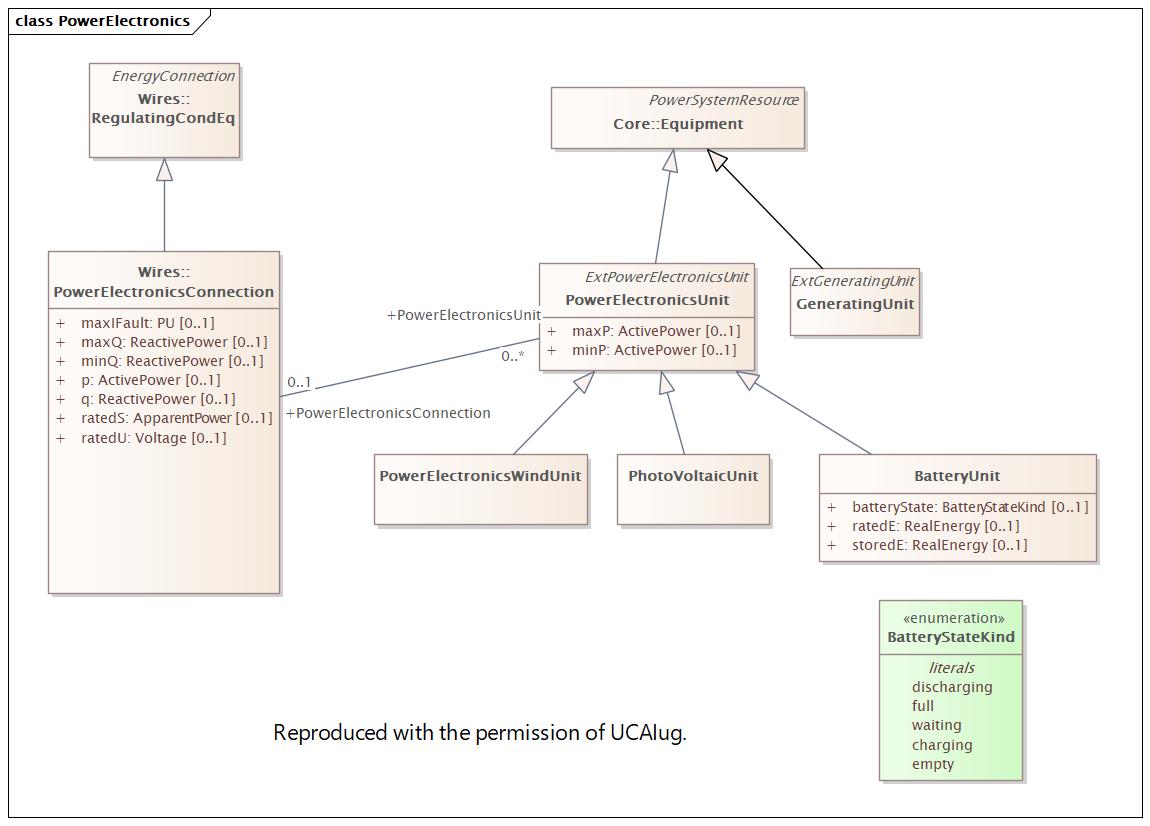 class PowerElectronics
EnergyConnection
Wires::
RegulatingCondEq
PowerSystemResource
Core::Equipment
Wires::
PowerElectronicsConnection
+ maxIFault: PU [0..1]
+ maxQ: ReactivePower [0..1]
+ minQ: ReactivePower [0..1]
+ p: ActivePower [0..1]
+ q: ReactivePower [0..1]
+ ratedS: ApparentPower [0..1]
+ ratedU: Voltage [0..1]
+PowerElectronicsUnit
0..*
0..1
+PowerElectronicsConnection
ExtPowerElectronicsUnit
PowerElectronicsUnit
+ maxP: ActivePower [0..1]
+ minP: ActivePower [0..1]
ExtGeneratingUnit
GeneratingUnit
PowerElectronicsWindUnit
PhotoVoltaicUnit
BatteryUnit
+ batteryState: BatteryStateKind [0..1]
+ ratedE: RealEnergy [0..1]
+ storedE: RealEnergy [0..1]
«enumeration»
BatteryStateKind
literals
discharging
full
waiting
charging
empty
Reproduced with the permission of UCAIug.